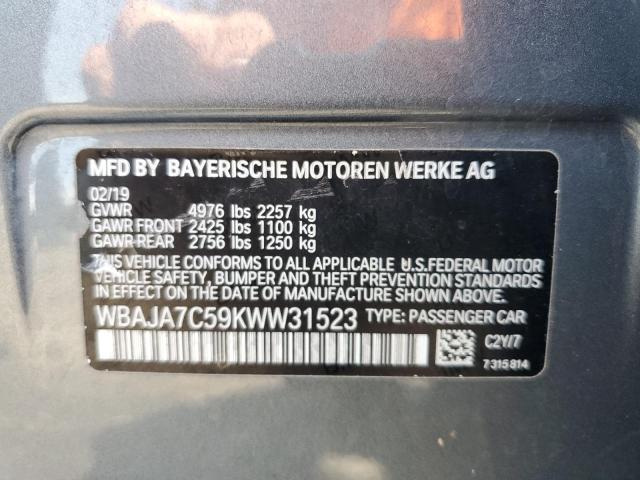 MFD BY BAYERISCHE MOTOREN WERKE AG
02/19
GVWR 4976 lbs 2257 kg
GAWR FRONT 2425 lbs 1100 kg
GAWR REAR 2756 lbs 1250 kg
THIS VEHICLE CONFORMS TO ALL APPLICABLE U.S.FEDERAL MOTOR
VEHICLE SAFETY, BUMPER AND THEFT PREVENTION STANDARDS
IN EFFECT ON THE DATE OF MANUFACTURE SHOWN ABOVE.
WBAJA7C59KWW31523 TYPE: PASSENGER CAR
C2Y/7
7315814